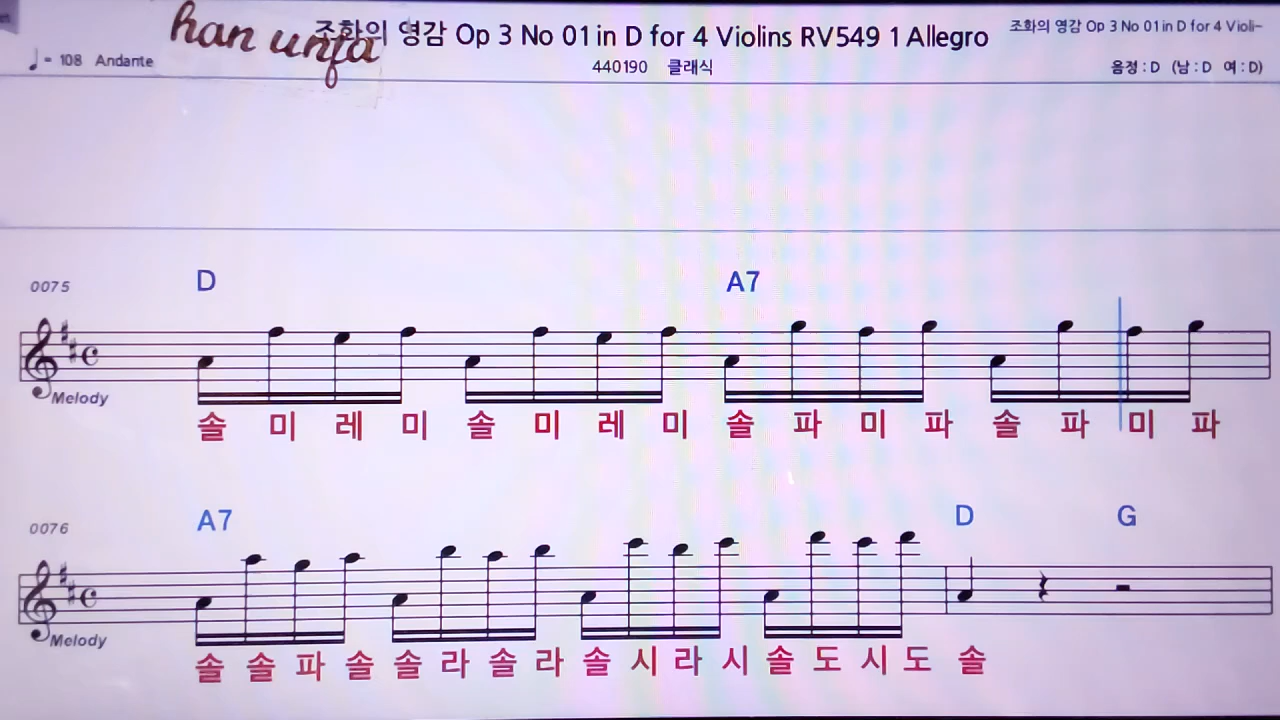 han unfa
조화의 영감 Op 3 No 01 in D for 4 Violins RV549 1 Allegro
조화의 영감 Op 3 No 01 in D for 4 Violi-
♩= 108 Andante
440190 클래식
음정 : D (남 : D 여 : D)
D A7
0075
Melody
솔 미 레 미 솔 미 레 미 솔 파 미 파 솔 파 미 파
A7 D G
0076
Melody
솔 솔 파 솔 솔 라 솔 라 솔 시 라 시 솔 도 시 도 솔